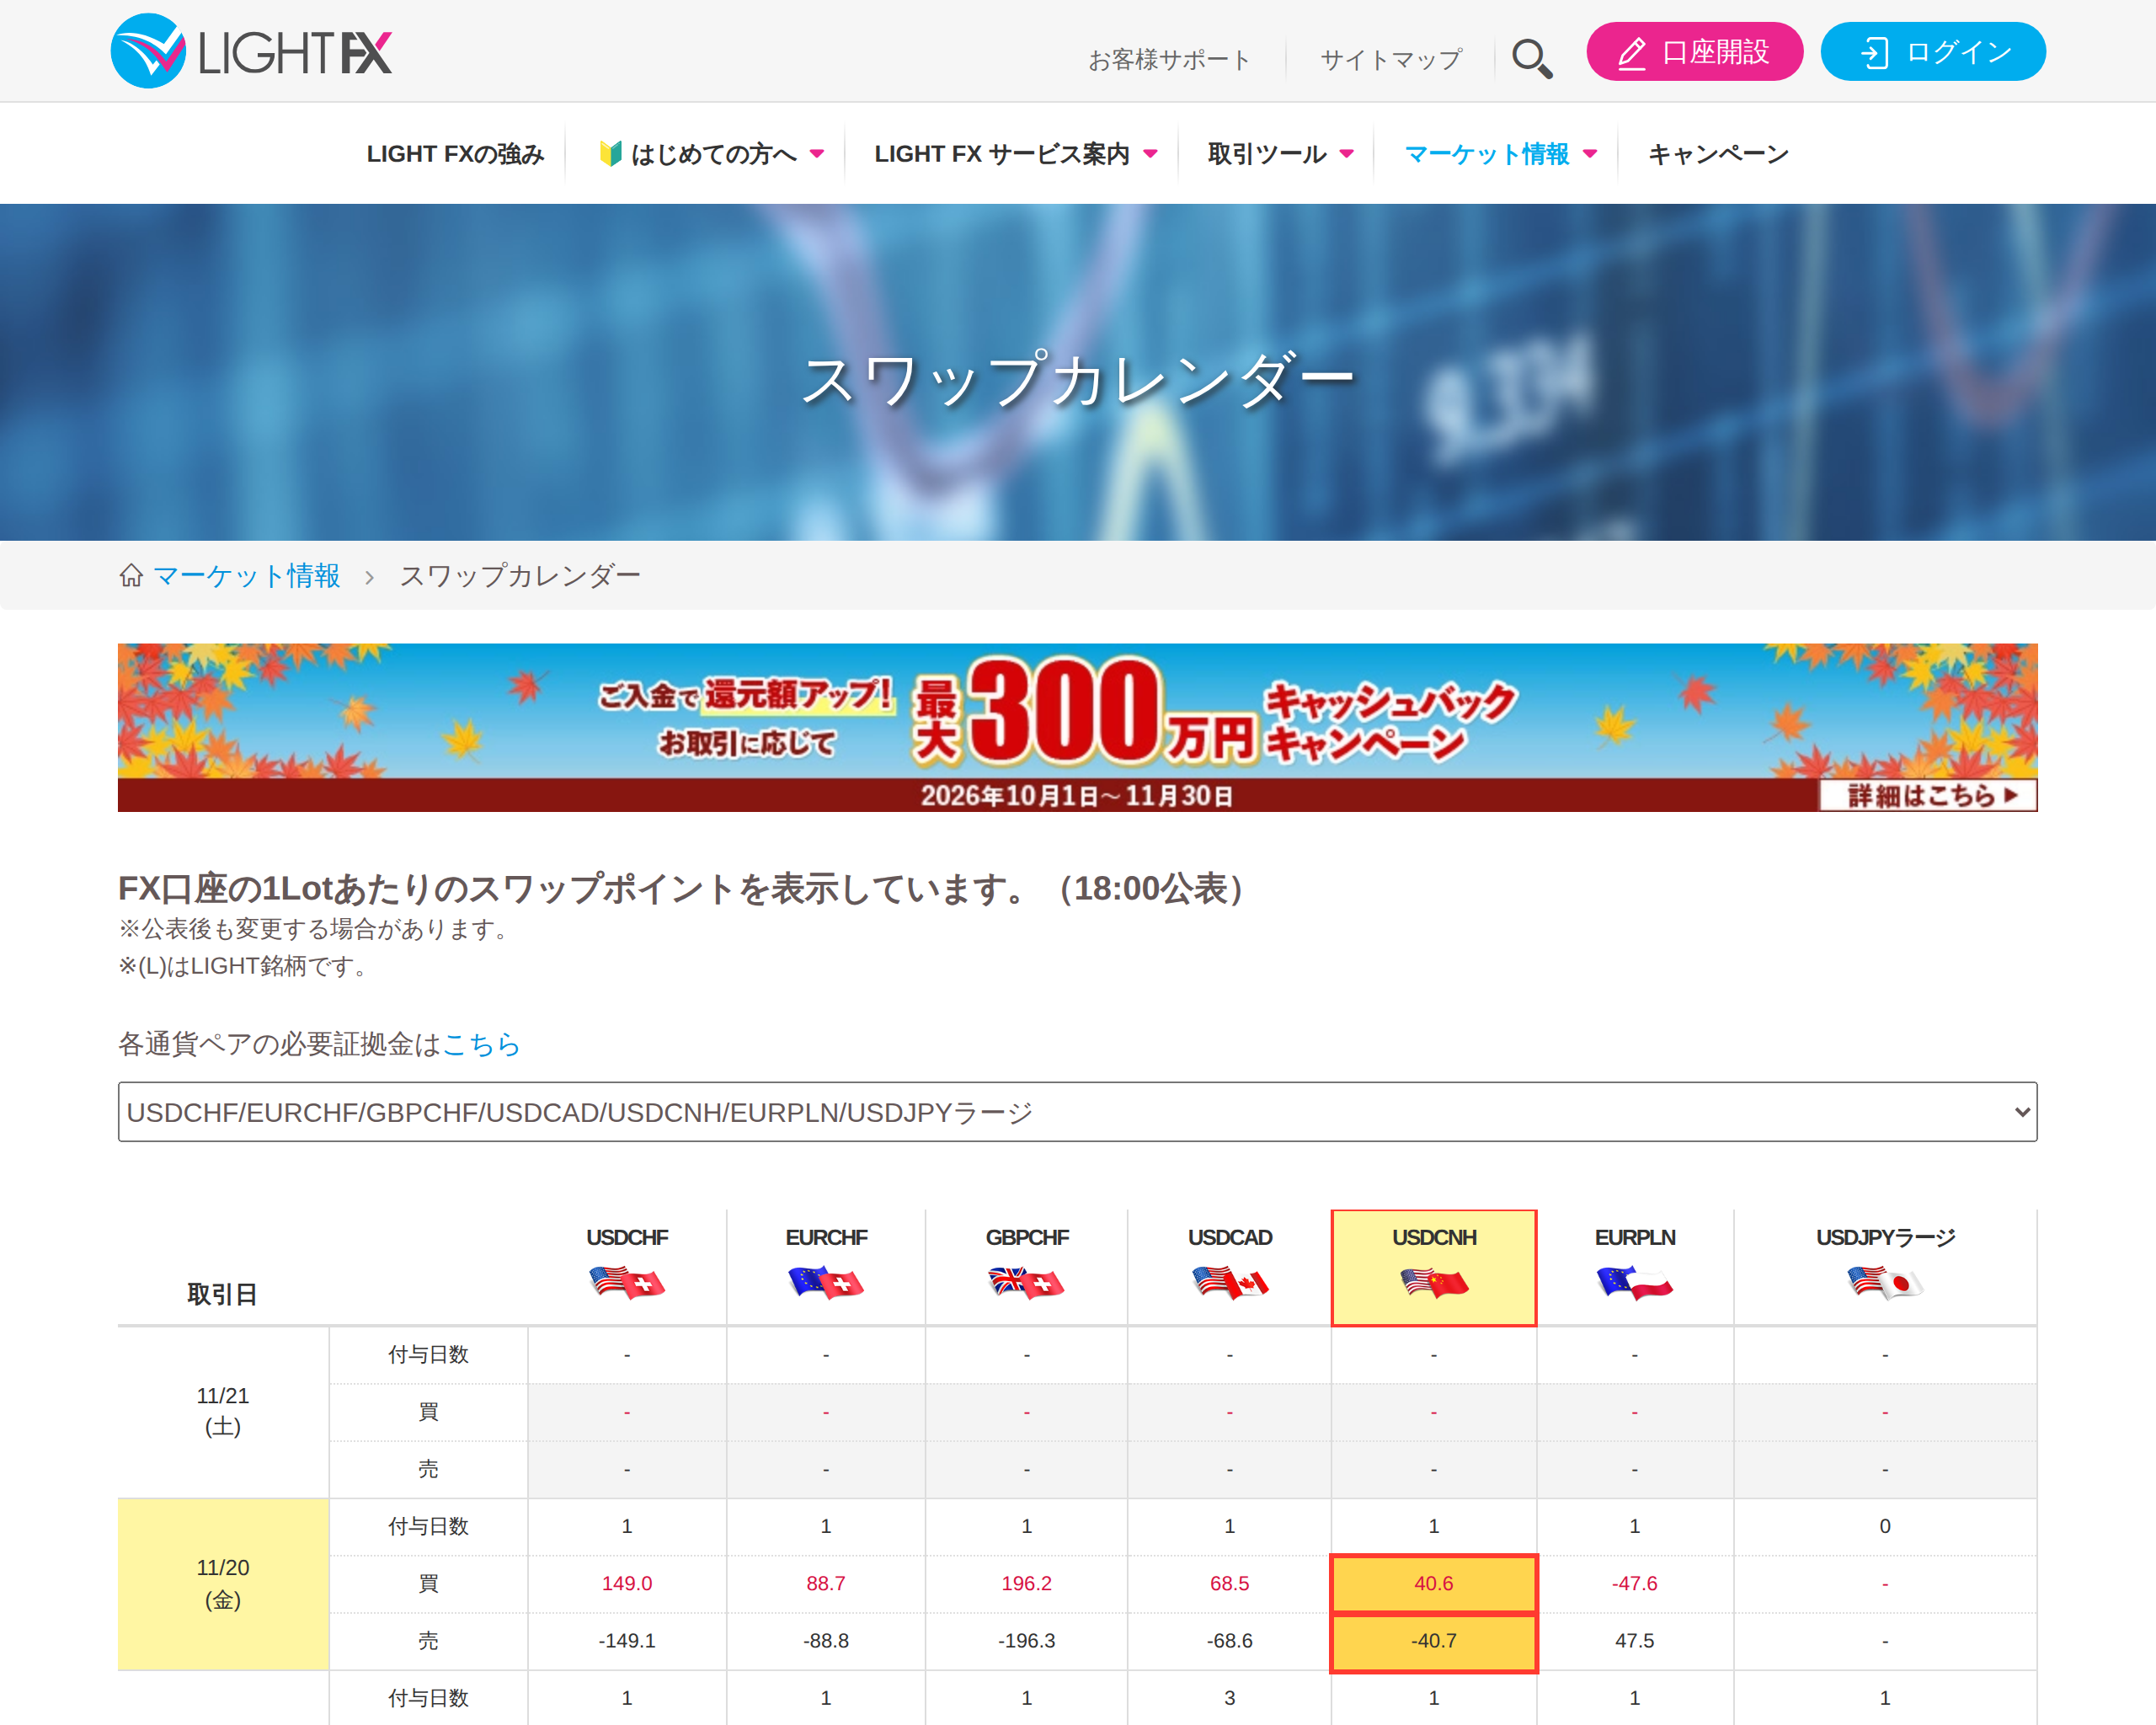 LIGHT FX
お客様サポート サイトマップ 口座開設 ログイン
LIGHT FXの強み はじめての方へ LIGHT FX サービス案内 取引ツール マーケット情報 キャンペーン
スワップカレンダー
マーケット情報 › スワップカレンダー
ご入金で還元額アップ!
お取引に応じて
最大300万円
キャッシュバック
キャンペーン
2026年10月1日～11月30日
詳細はこちら▶
FX口座の1Lotあたりのスワップポイントを表示しています。（18:00公表）
※公表後も変更する場合があります。
※(L)はLIGHT銘柄です。
各通貨ペアの必要証拠金はこちら
USDCHF/EURCHF/GBPCHF/USDCAD/USDCNH/EURPLN/USDJPYラージ
取引日 USDCHF EURCHF GBPCHF USDCAD USDCNH EURPLN USDJPYラージ
11/21
(土)
付与日数 - - - - - - -
買 - - - - - - -
売 - - - - - - -
11/20
(金)
付与日数 1 1 1 1 1 1 0
買 149.0 88.7 196.2 68.5 40.6 -47.6 -
売 -149.1 -88.8 -196.3 -68.6 -40.7 47.5 -
付与日数 1 1 1 3 1 1 1